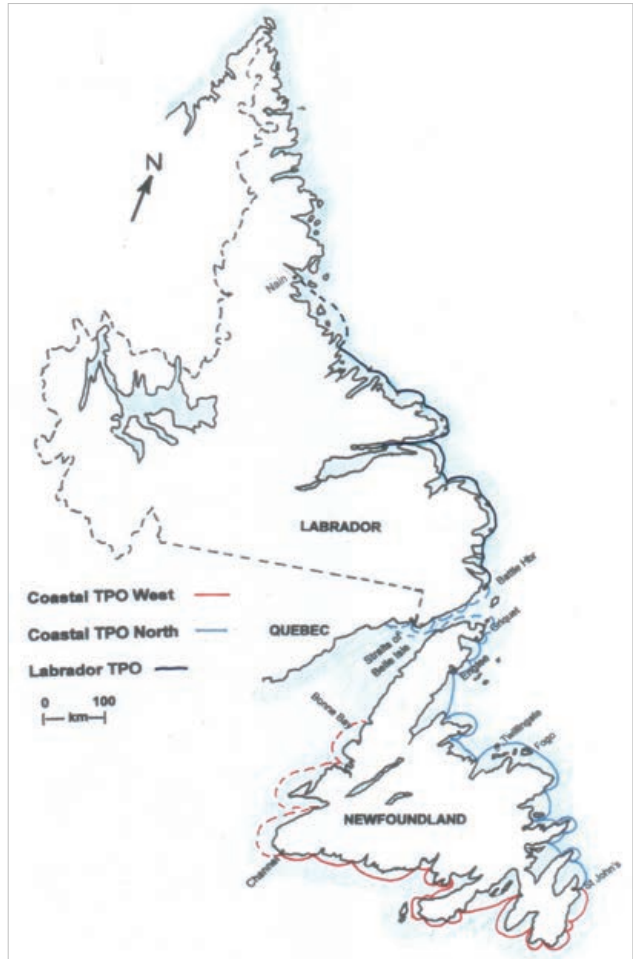 N
Nain
LABRADOR
Battle Hbr
Coastal TPO West
Coastal TPO North
QUEBEC
Straits of
Belle Isle
Griquet
Englee
Labrador TPO
0 100
km
Bonne Bay
Twillingate
Fogo
NEWFOUNDLAND
Channel
St John's